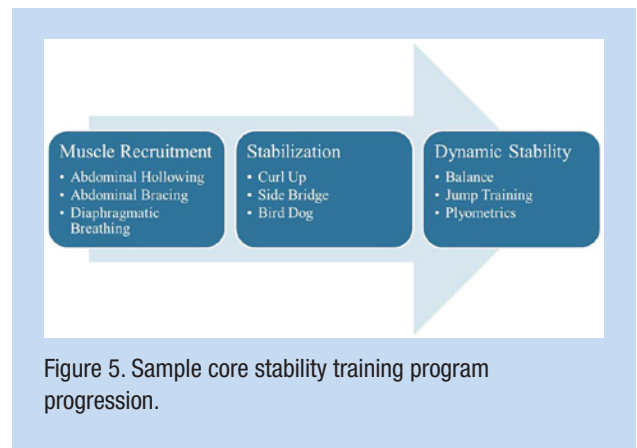 Muscle Recruitment
• Abdominal Hollowing
• Abdominal Bracing
• Diaphragmatic
Breathing
Stabilization
• Curl Up
• Side Bridge
• Bird Dog
Dynamic Stability
• Balance
• Jump Training
• Plyometrics
Figure 5. Sample core stability training program
progression.